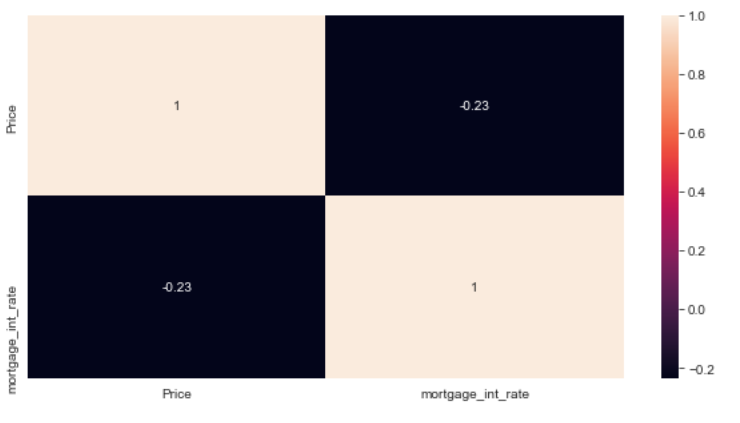 Price
1
-0.23
mortgage_int_rate
-0.23
1
Price
mortgage_int_rate
1.0
0.8
0.6
0.4
0.2
0.0
−0.2